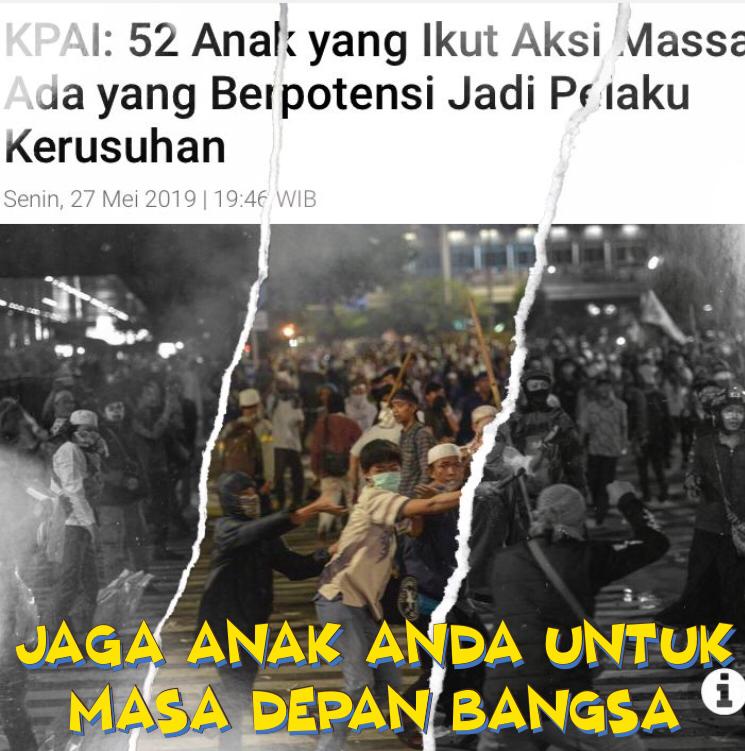 KPAI: 52 Anak yang Ikut Aksi Massa
Ada yang Berpotensi Jadi Pelaku
Kerusuhan
Senin, 27 Mei 2019 | 19:46 WIB
JAGA ANAK ANDA UNTUK
MASA DEPAN BANGSA
i